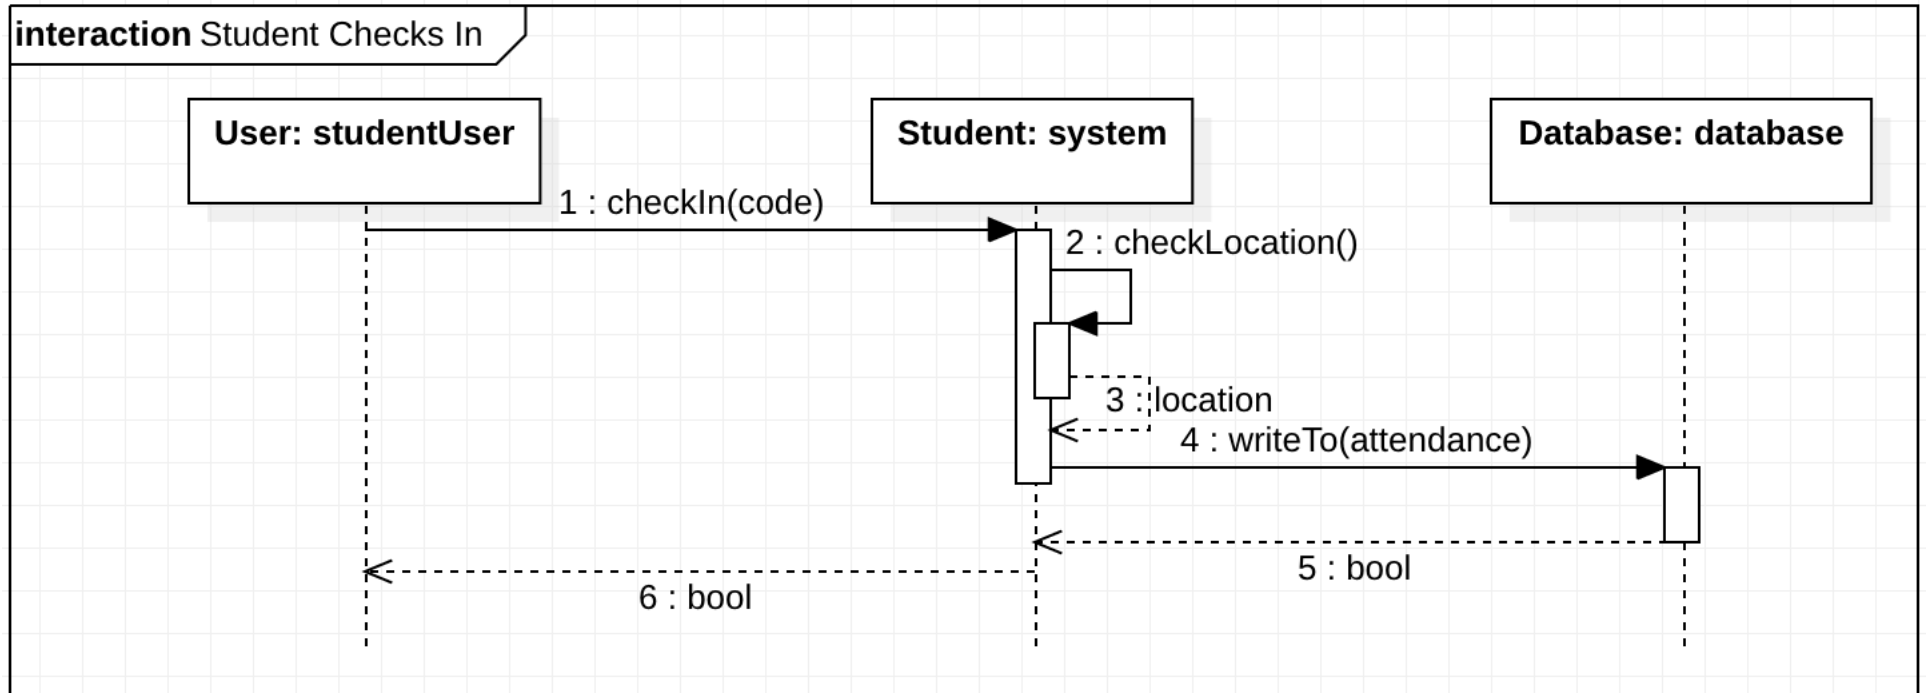 interaction Student Checks In
User: studentUser
Student: system
Database: database
1 : checkIn(code)
2 : checkLocation()
3 : location
4 : writeTo(attendance)
5 : bool
6 : bool